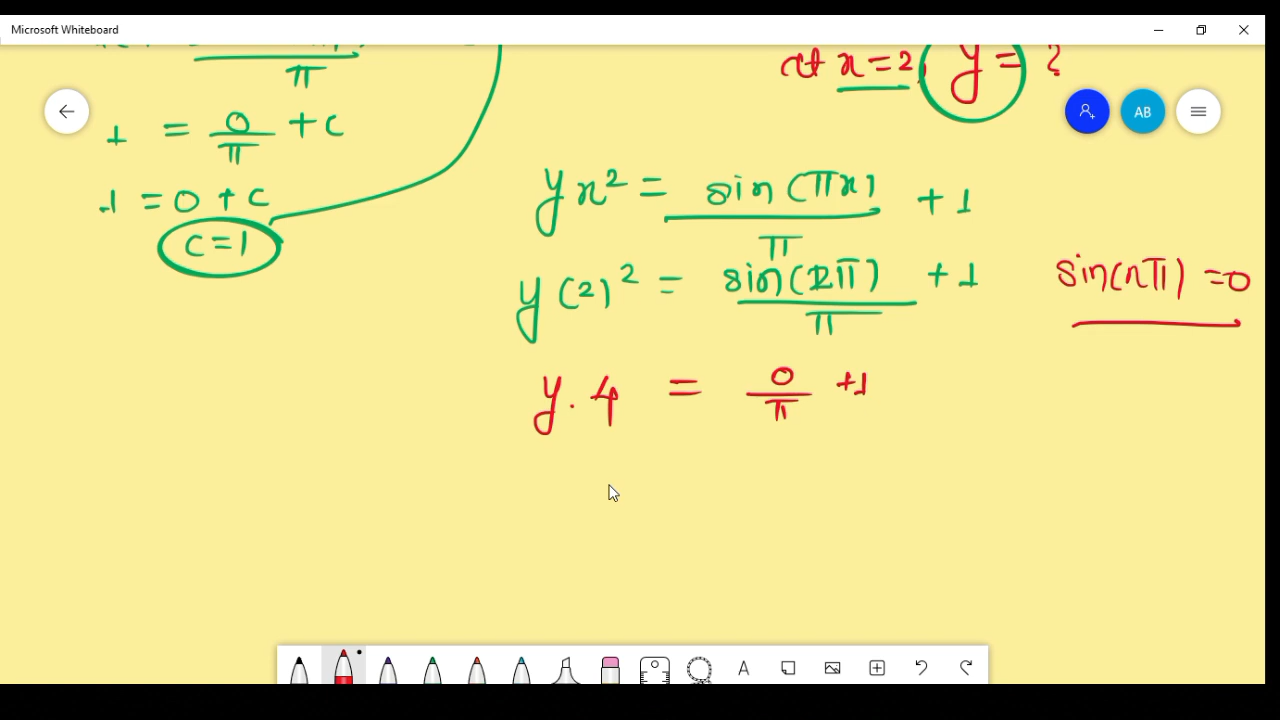 Microsoft Whiteboard
at x=2, y = ?
π
1 = 0/π + c
1 = 0 + c
c=1
AB
y x² = sin(πx)/π + 1
y(2)² = sin(2π)/π + 1
sin(nπ) = 0
y. 4 = 0/π +1
A